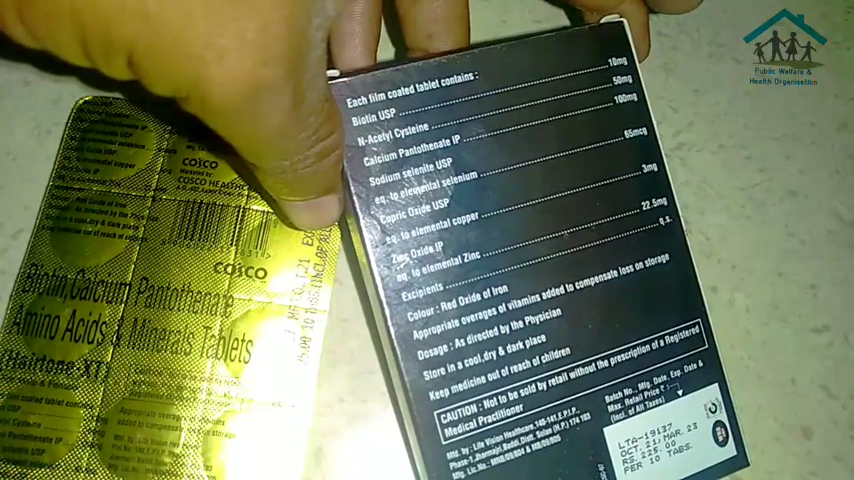 Public Welfare &
Health Organisation
Each film coated tablet contains :
Biotin USP 10mg
N-Acetyl Cysteine 50mg
Calcium Pantothenate IP 100mg
Sodium selenite USP
eq. to elemental selenium 65mcg
Cupric Oxide USP
eq. to elemental copper 3mg
Zinc Oxide IP
eq. to elemental Zinc 22.5mg
Excipients q.s.
Colour : Red Oxide of Iron
Appropriate overages of vitamins added to compensate loss on storage
Dosage : As directed by the Physician
Store in a cool,dry & dark place
Keep medicine out of reach of children
CAUTION : Not to be sold by retail without the prescription of a Registered
Medical Practitioner
Mfd by : Life Vision Healthcare,140-141,E.P.I.P.,
Phase-1,Jharmajri,Baddi,Distt. Solan (H.P.) 174 103
Mfg.Lic.No.: MNB/05/804 & MB/05/805
Batch No., Mfg. Date, Exp. Date &
Max. Retail Price ₹ :
(Incl. of All Taxes)
LTA-19137
OCT.21, MAR.23
RS.225.00
PER 10 TABS.
COSCO
Marketed by
COSCO HEALTH
COSCO
Biotin, Calcium Pantothenate
Amino Acids & Minerals Tablets
Hairtone-XT